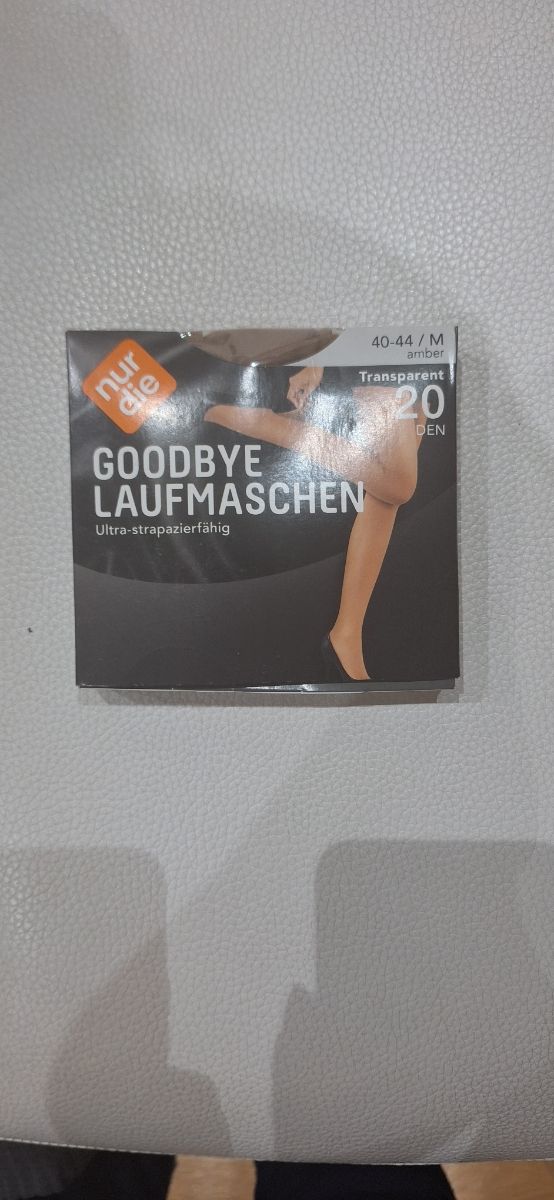 nur
die
40-44 / M
amber
Transparent
20
DEN
GOODBYE
LAUFMASCHEN
Ultra-strapazierfähig